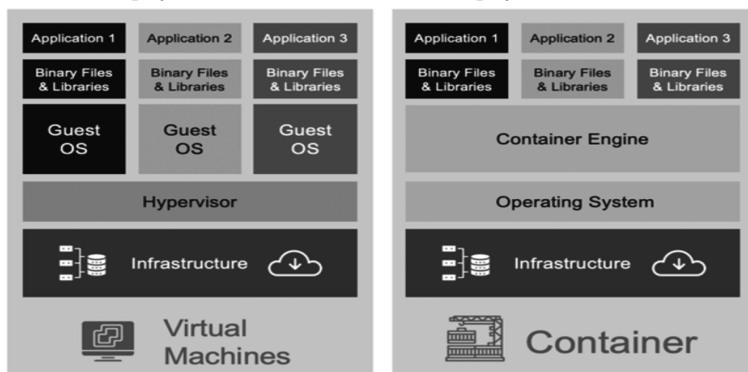 Application 1
Application 2
Application 3
Binary Files
& Libraries
Binary Files
& Libraries
Binary Files
& Libraries
Guest
OS
Guest
OS
Guest
OS
Hypervisor
Infrastructure
Virtual
Machines
Application 1
Application 2
Application 3
Binary Files
& Libraries
Binary Files
& Libraries
Binary Files
& Libraries
Container Engine
Operating System
Infrastructure
Container